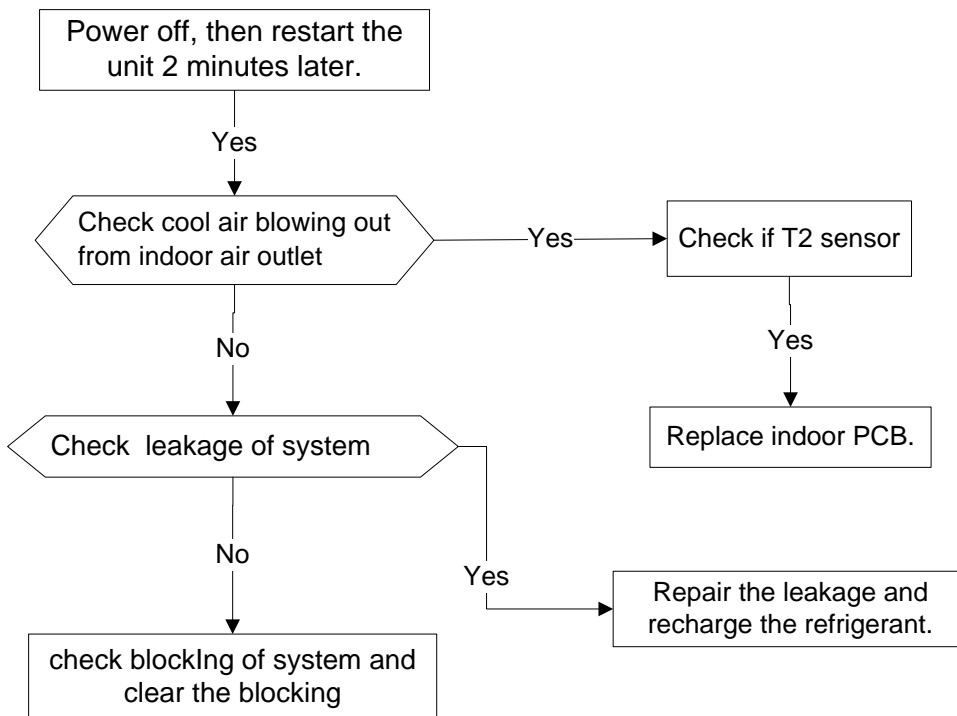 Power off, then restart the
unit 2 minutes later.
Yes
Check cool air blowing out
from indoor air outlet
Yes
Check if T2 sensor
No
Yes
Check leakage of system
Replace indoor PCB.
No
Yes
Repair the leakage and
recharge the refrigerant.
check blockIng of system and
clear the blocking